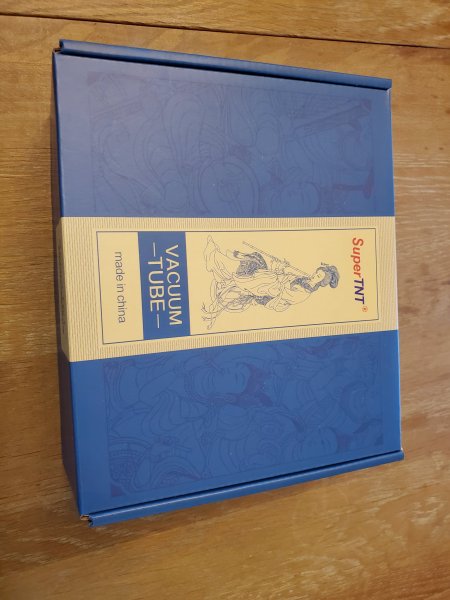 SuperTNT®
VACUUM
—TUBE—
made in china